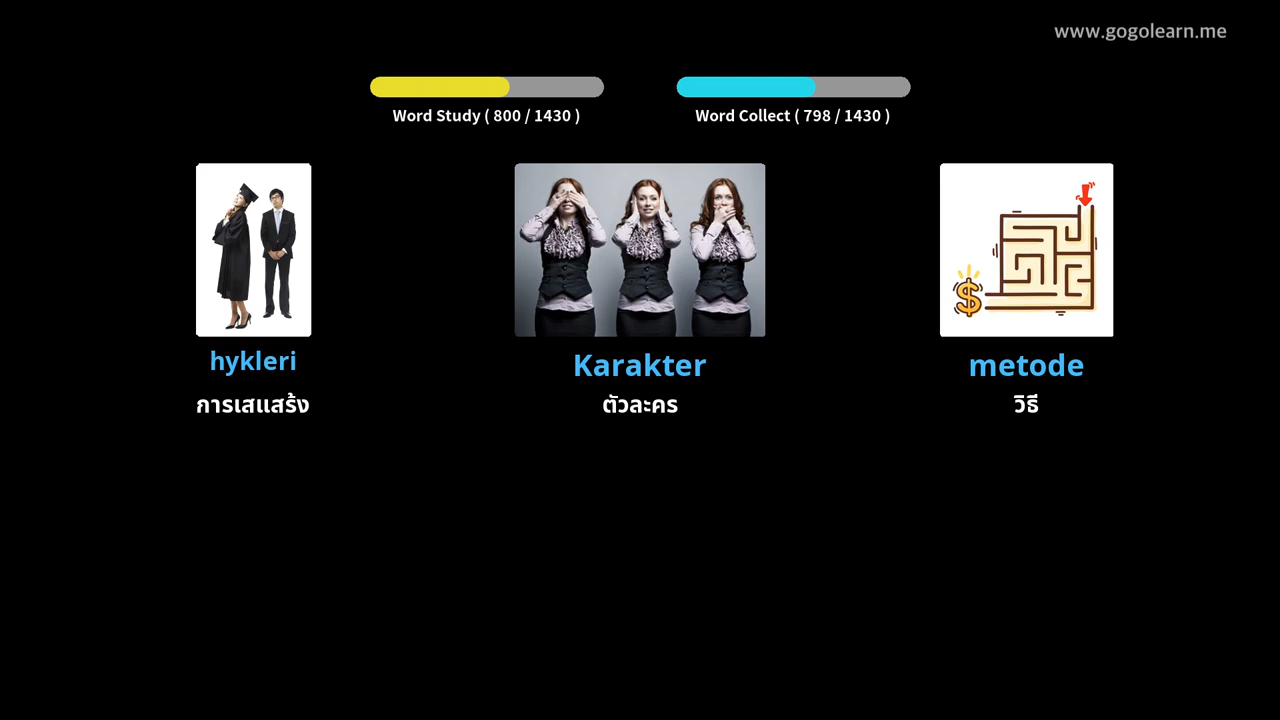 www.gogolearn.me
Word Study ( 800 / 1430 )
Word Collect ( 798 / 1430 )
hykleri
การเสแสร้ง
Karakter
ตัวละคร
metode
วิธี